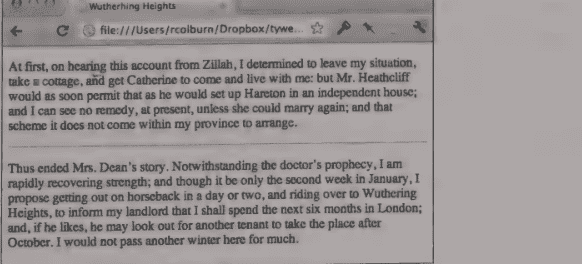 Wutherhing Heights
file:///Users/rcolburn/Dropbox/tywe...
At first, on hearing this account from Zillah, I determined to leave my situation,
take a cottage, and get Catherine to come and live with me: but Mr. Heathcliff
would as soon permit that as he would set up Hareton in an independent house;
and I can see no remedy, at present, unless she could marry again; and that
scheme it does not come within my province to arrange.
Thus ended Mrs. Dean's story. Notwithstanding the doctor's prophecy, I am
rapidly recovering strength; and though it be only the second week in January, I
propose getting out on horseback in a day or two, and riding over to Wuthering
Heights, to inform my landlord that I shall spend the next six months in London;
and, if he likes, he may look out for another tenant to take the place after
October. I would not pass another winter here for much.